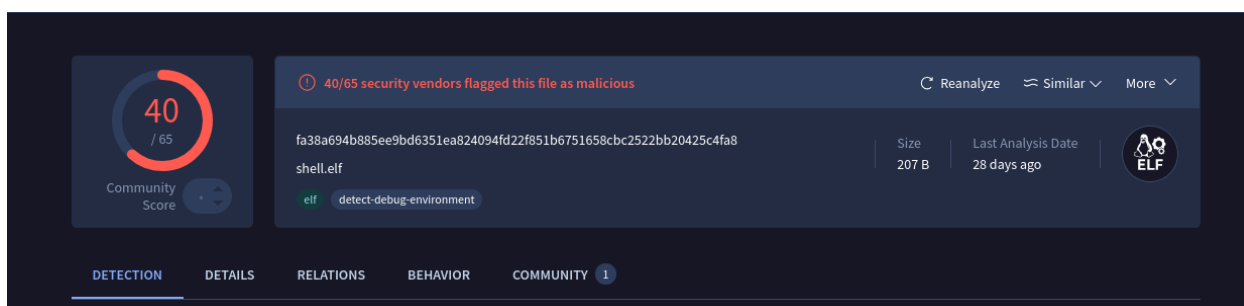 40/65 security vendors flagged this file as malicious
Reanalyze
Similar
More
40
/ 65
Community
Score
fa38a694b885ee9bd6351ea824094fd22f851b6751658cbc2522bb20425c4fa8
shell.elf
elf
detect-debug-environment
Size
207 B
Last Analysis Date
28 days ago
ELF
DETECTION
DETAILS
RELATIONS
BEHAVIOR
COMMUNITY 1